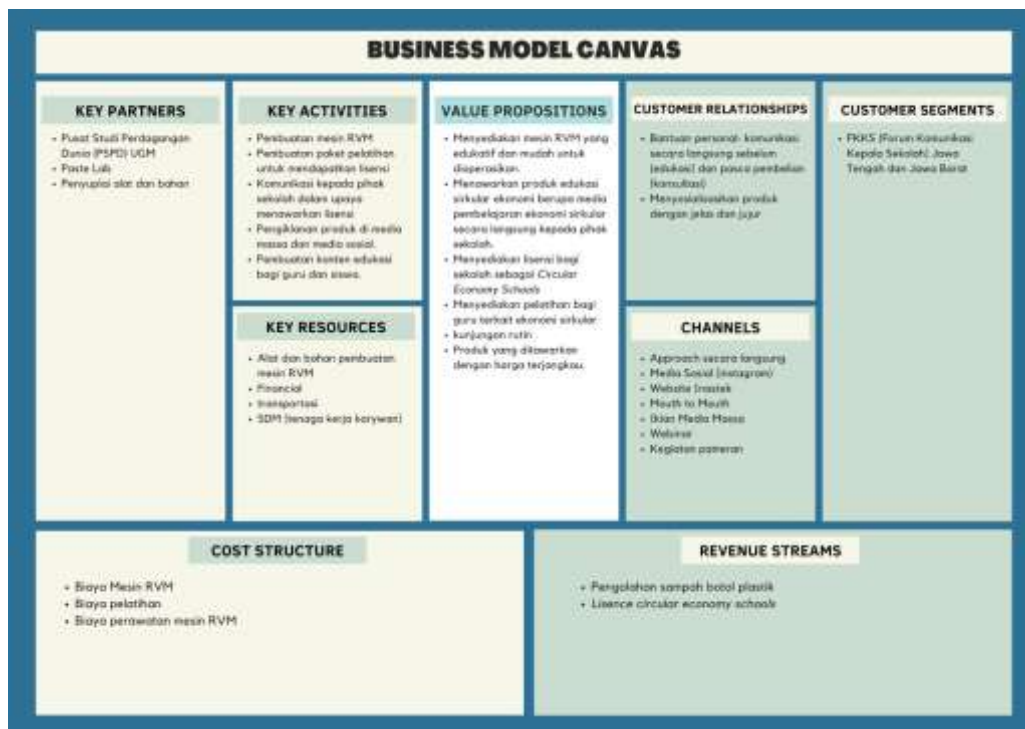 BUSINESS MODEL CANVAS
KEY PARTNERS
• Pusat Studi Perdagangan
Dunia (PSPD) UGM
• Paste Lab
• Penyuplai alat dan bahan
KEY ACTIVITIES
• Pembuatan mesin RVM
• Pembuatan paket pelatihan
untuk mendapatkan lisensi
• Komunikasi kepada pihak
sekolah dalam upaya
menawarkan lisensi
• Pengiklanan produk di media
massa dan media sosial.
• Pembuatan konten edukasi
bagi guru dan siswa.
KEY RESOURCES
• Alat dan bahan pembuatan
mesin RVM
• Financial
• transportasi
• SDM (tenaga kerja karywan)
VALUE PROPOSITIONS
• Menyediakan mesin RVM yang
edukatif dan mudah untuk
dioperasikan.
• Menawarkan produk edukasi
sirkular ekonomi berupa media
pembelajaran ekonomi sirkular
secara langsung kepada pihak
sekolah.
• Menyediakan lisensi bagi
sekolah sebagai Circular
Economy Schools
• Menyediakan pelatihan bagi
guru terkait ekonomi sirkular
• kunjungan rutin
• Produk yang ditawarkan
dengan harga terjangkau.
CUSTOMER RELATIONSHIPS
• Bantuan personal: komunikasi
secara langsung sebelum
(edukasi) dan pasca pembelian
(konsultasi)
• Menyosialisasikan produk
dengan jelas dan jujur
CHANNELS
• Approach secara langsung
• Media Sosial (instagram)
• Website
• Mouth to Mouth
• Iklan Media Massa
• Webinar
• Kegiatan pameran
CUSTOMER SEGMENTS
• FKKS (Forum Komunikasi
Kepala Sekolah) Jawa
Tengah dan Jawa Barat
COST STRUCTURE
• Biaya Mesin RVM
• Biaya pelatihan
• Biaya perawatan mesin RVM
REVENUE STREAMS
• Pengolahan sampah botol plastik
• Lisence circular economy schools